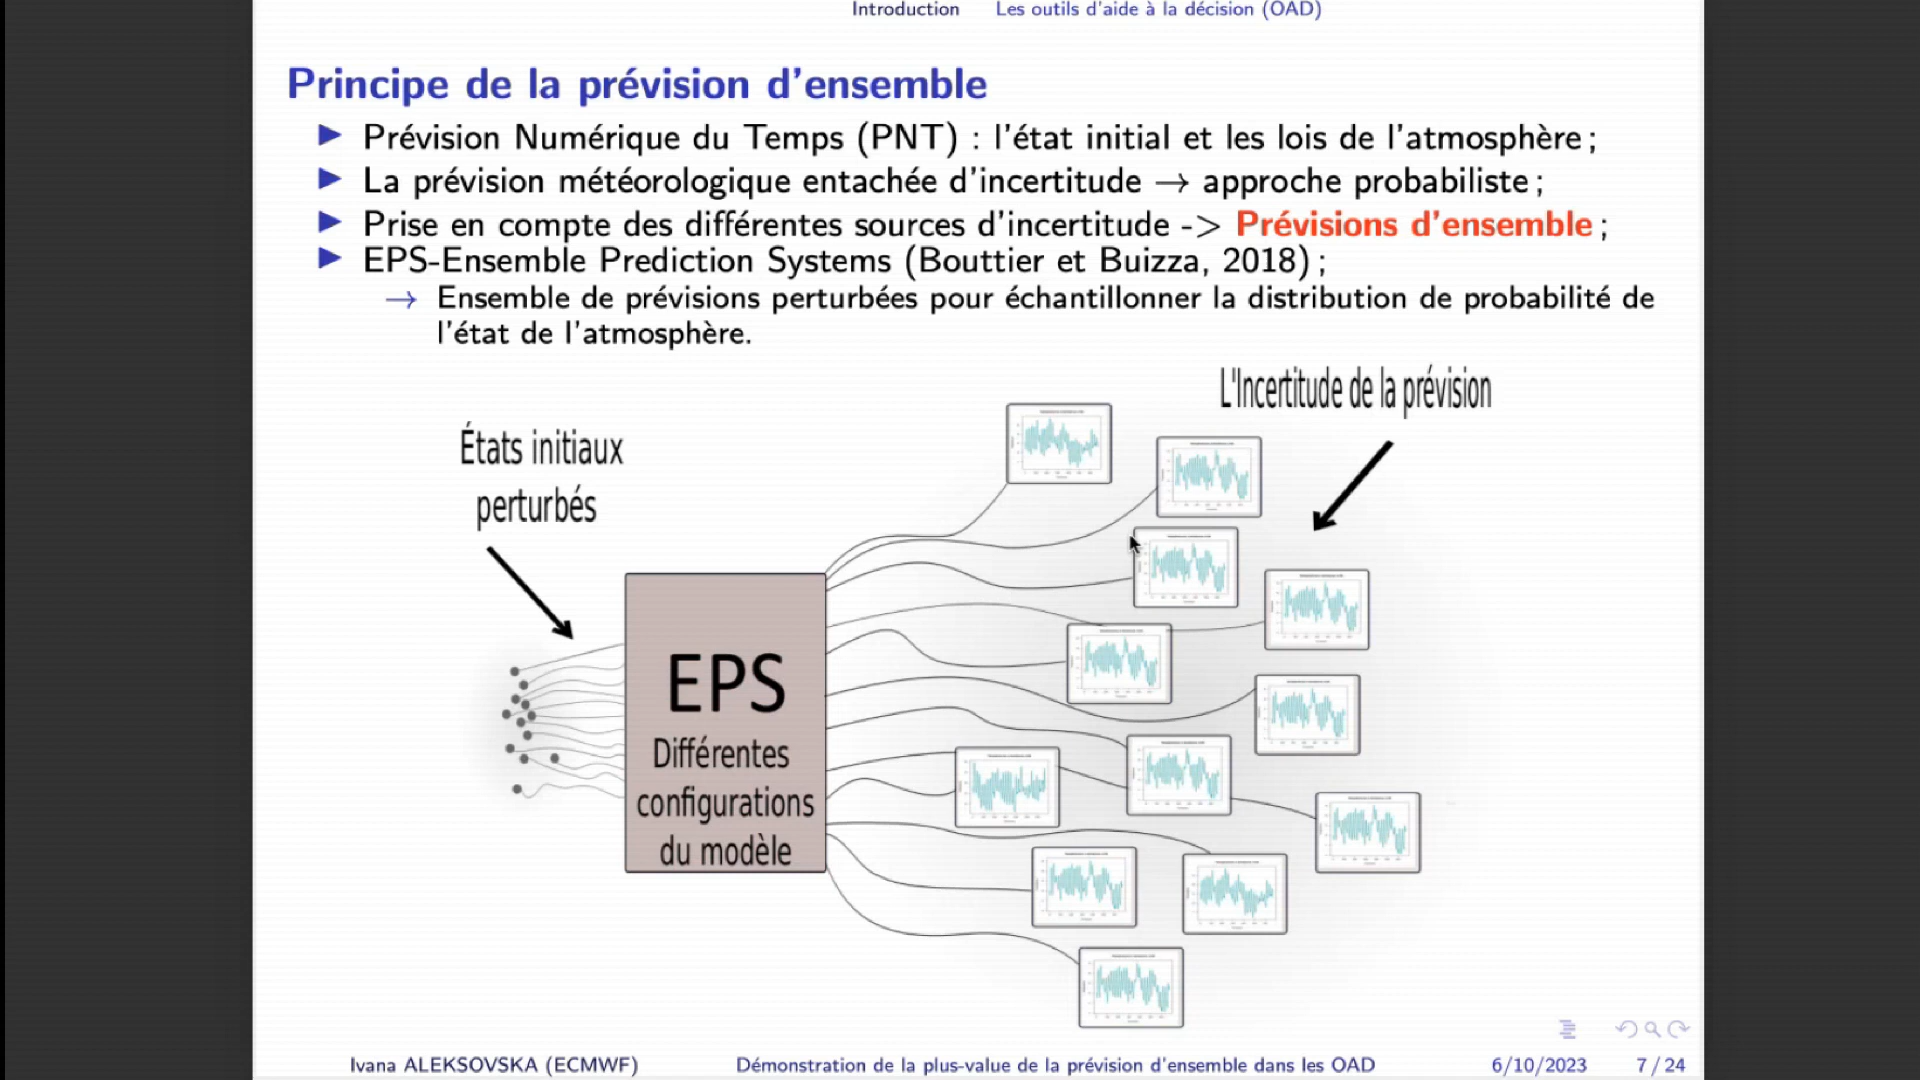 Introduction Les outils d'aide à la décision (OAD)
Principe de la prévision d'ensemble
Prévision Numérique du Temps (PNT) : l'état initial et les lois de l'atmosphère ;
La prévision météorologique entachée d'incertitude → approche probabiliste ;
Prise en compte des différentes sources d'incertitude -> Prévisions d'ensemble ;
EPS-Ensemble Prediction Systems (Bouttier et Buizza, 2018) ;
→ Ensemble de prévisions perturbées pour échantillonner la distribution de probabilité de
l'état de l'atmosphère.
L'Incertitude de la prévision
États initiaux
perturbés
EPS
Différentes
configurations
du modèle
Ivana ALEKSOVSKA (ECMWF) Démonstration de la plus-value de la prévision d'ensemble dans les OAD 6/10/2023 7 / 24